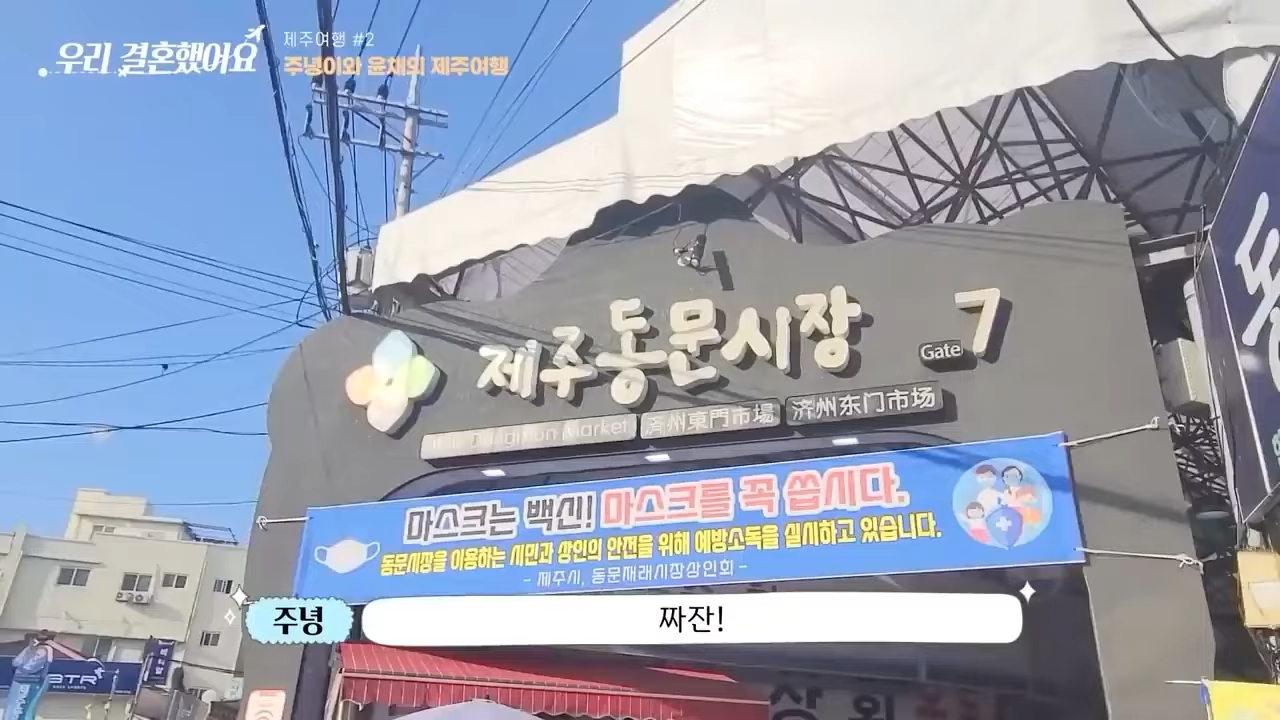 우리 결혼했어요
제주여행 #2
주녕이와 윤채의 제주여행
제주동문시장
Gate 7
Dongmun Market
済州東門市場
济州东门市场
마스크는 백신! 마스크를 꼭 씁시다.
동문시장을 이용하는 시민과 상인의 안전을 위해 예방소독을 실시하고 있습니다.
- 제주시, 동문재래시장상인회 -
주녕
짜잔!
BTR